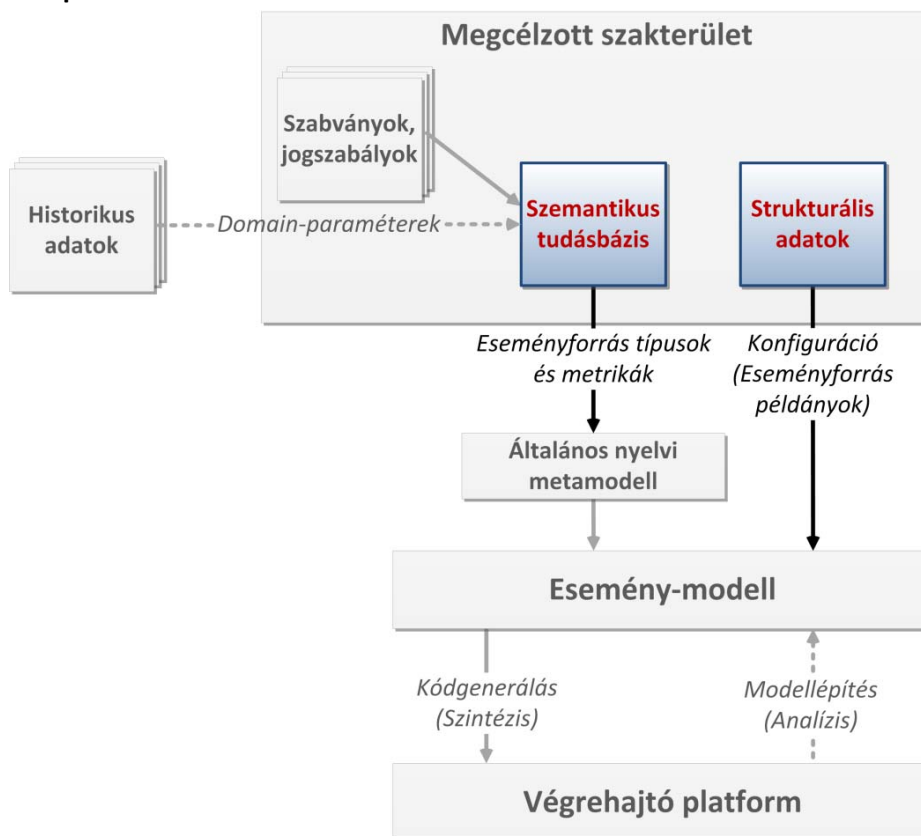 Megcélzott szakterület
Szabványok,
jogszabályok
Historikus
adatok
Domain-paraméterek
Szemantikus
tudásbázis
Strukturális
adatok
Eseményforrás típusok
és metrikák
Konfiguráció
(Eseményforrás
példányok)
Általános nyelvi
metamodell
Esemény-modell
Kódgenerálás
(Szintézis)
Modellépítés
(Analízis)
Végrehajtó platform